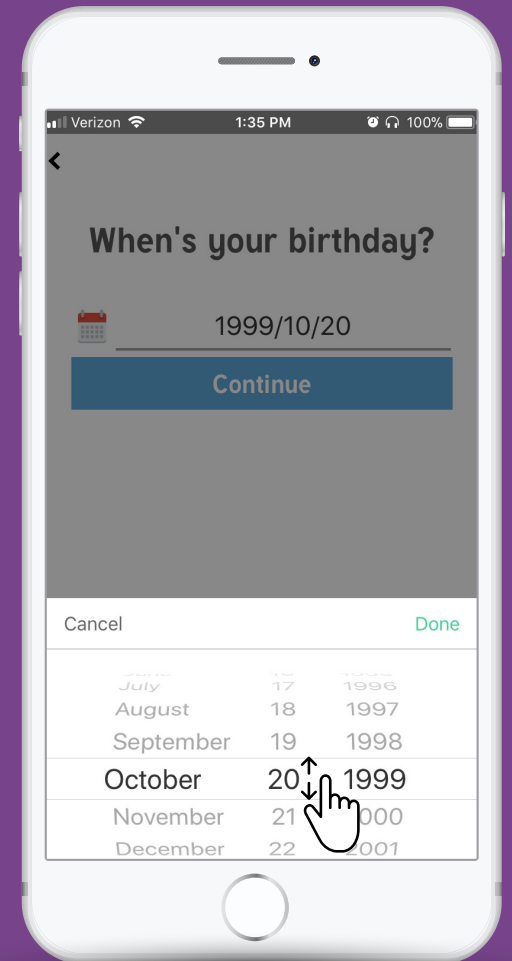 Verizon 1:35 PM 100%
When's your birthday?
1999/10/20
Continue
Cancel Done
July 17 1996
August 18 1997
September 19 1998
October 20 1999
November 21 000
December 22 2001